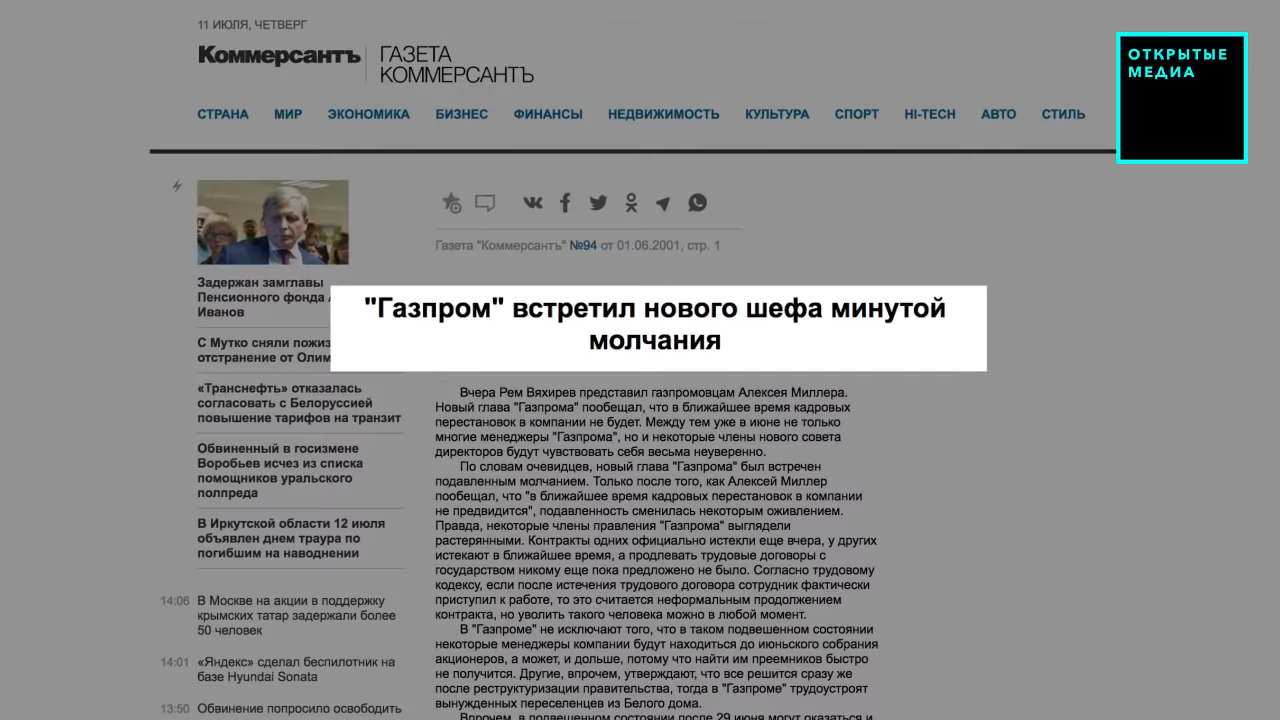 11 ИЮЛЯ, ЧЕТВЕРГ
Коммерсантъ
ГАЗЕТА
КОММЕРСАНТЪ
ОТКРЫТЫЕ
МЕДИА
СТРАНА МИР ЭКОНОМИКА БИЗНЕС ФИНАНСЫ НЕДВИЖИМОСТЬ КУЛЬТУРА СПОРТ HI-TECH АВТО СТИЛЬ
Задержан замглавы
Пенсионного фонда
Иванов
С Мутко сняли
отстранение от
«Транснефть» отказалась
согласовать с Белоруссией
повышение тарифов на транзит
Обвиненный в госизмене
Воробьев исчез из списка
помощников уральского
полпреда
В Иркутской области 12 июля
объявлен днем траура по
погибшим на наводнении
14:06 В Москве на акции в поддержку
крымских татар задержали более
50 человек
14:01 «Яндекс» сделал беспилотник на
базе Hyundai Sonata
13:50 Обвинение попросило освободить
Газета "Коммерсантъ" №94 от 01.06.2001, стр. 1
"Газпром" встретил нового шефа минутой
молчания
Вчера Рем Вяхирев представил газпромовцам Алексея Миллера.
Новый глава "Газпрома" пообещал, что в ближайшее время кадровых
перестановок в компании не будет. Между тем уже в июне не только
многие менеджеры "Газпрома", но и некоторые члены нового совета
директоров будут чувствовать себя весьма неуверенно.
По словам очевидцев, новый глава "Газпрома" был встречен
подавленным молчанием. Только после того, как Алексей Миллер
пообещал, что "в ближайшее время кадровых перестановок в компании
не предвидится", подавленность сменилась некоторым оживлением.
Правда, некоторые члены правления "Газпрома" выглядели
растерянными. Контракты одних официально истекли еще вчера, у других
истекают в ближайшее время, а продлевать трудовые договоры с
государством никому еще пока предложено не было. Согласно трудовому
кодексу, если после истечения трудового договора сотрудник фактически
приступил к работе, то это считается неформальным продолжением
контракта, но уволить такого человека можно в любой момент.
В "Газпроме" не исключают того, что в таком подвешенном состоянии
некоторые менеджеры компании будут находиться до июньского собрания
акционеров, а может, и дольше, потому что найти им преемников быстро
не получится. Другие, впрочем, утверждают, что все решится сразу же
после реструктуризации правительства, тогда в "Газпроме" трудоустроят
вынужденных переселенцев из Белого дома.
Впрочем, в подвешенном состоянии после 29 июня могут оказаться и